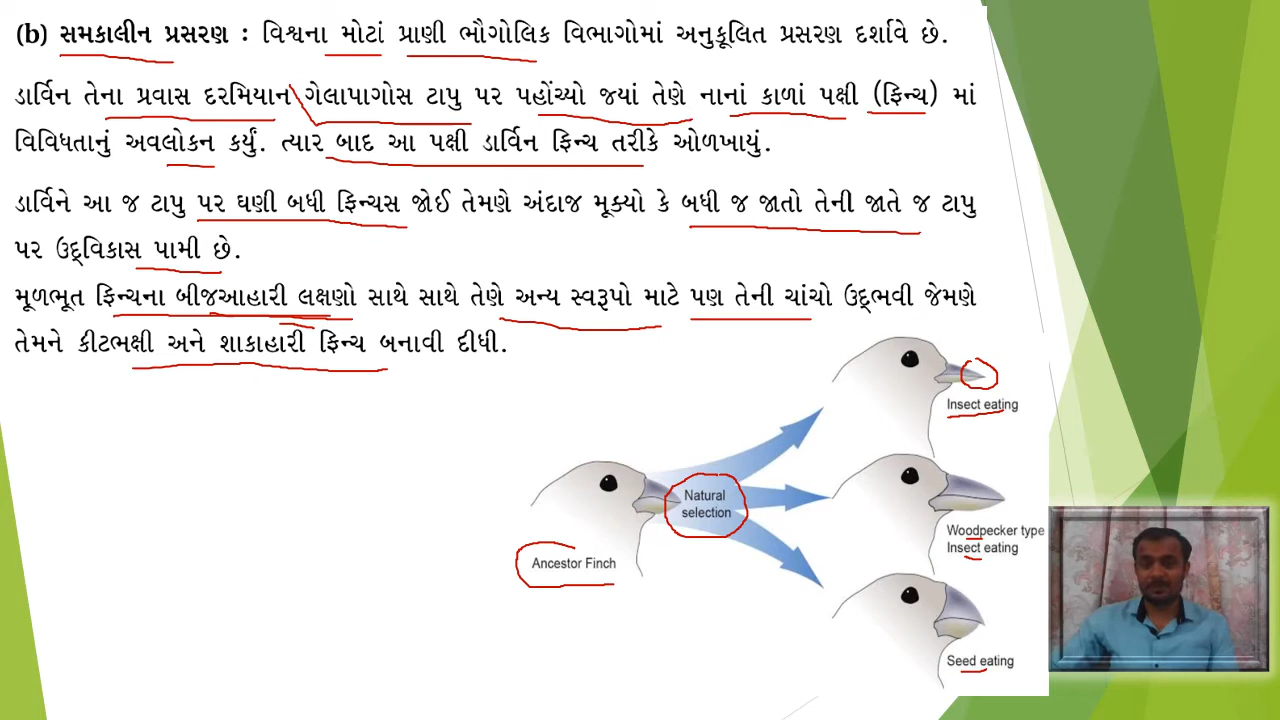 (b) સમકાલીન પ્રસરણ : વિશ્વના મોટાં પ્રાણી ભૌગોલિક વિભાગોમાં અનુકૂલિત પ્રસરણ દર્શાવે છે.
ડાર્વિન તેના પ્રવાસ દરમિયાન ગેલાપાગોસ ટાપુ પર પહોંચ્યો જયાં તેણે નાનાં કાળાં પક્ષી (ફિન્ચ) માં
વિવિધતાનું અવલોકન કર્યું. ત્યાર બાદ આ પક્ષી ડાર્વિન ફિન્ચ તરીકે ઓળખાયું.
ડાર્વિને આ જ ટાપુ પર ઘણી બધી ફિન્ચસ જોઈ તેમણે અંદાજ મૂક્યો કે બધી જ જાતો તેની જાતે જ ટાપુ
પર ઉદ્‌વિકાસ પામી છે.
મૂળભૂત ફિન્ચના બીજઆહારી લક્ષણો સાથે સાથે તેણે અન્ય સ્વરૂપો માટે પણ તેની ચાંચો ઉદ્‌ભવી જેમણે
તેમને કીટભક્ષી અને શાકાહારી ફિન્ચ બનાવી દીધી.
Insect eating
Natural
selection
Woodpecker type
Insect eating
Ancestor Finch
Seed eating